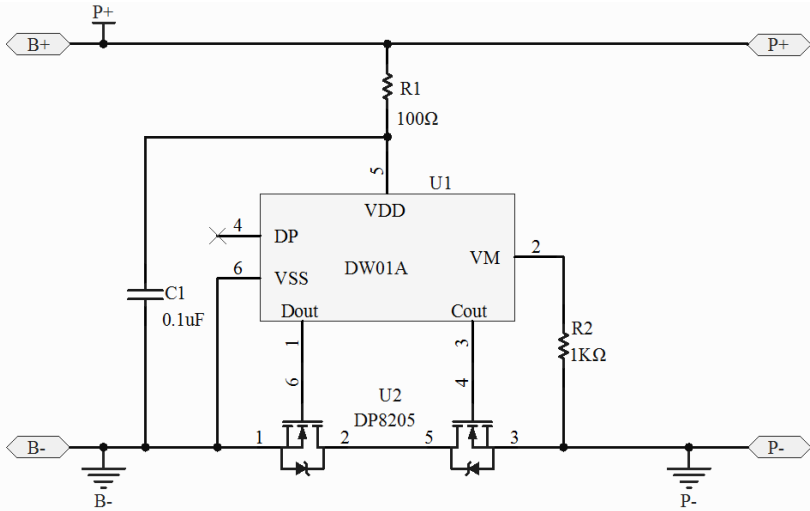 P+
B+
P+
R1
100Ω
5
U1
VDD
4
DP
DW01A
VM
2
6
VSS
C1
0.1uF
Dout
Cout
1
3
R2
1KΩ
6
4
U2
DP8205
B-
1
2
5
3
P-
B-
P-